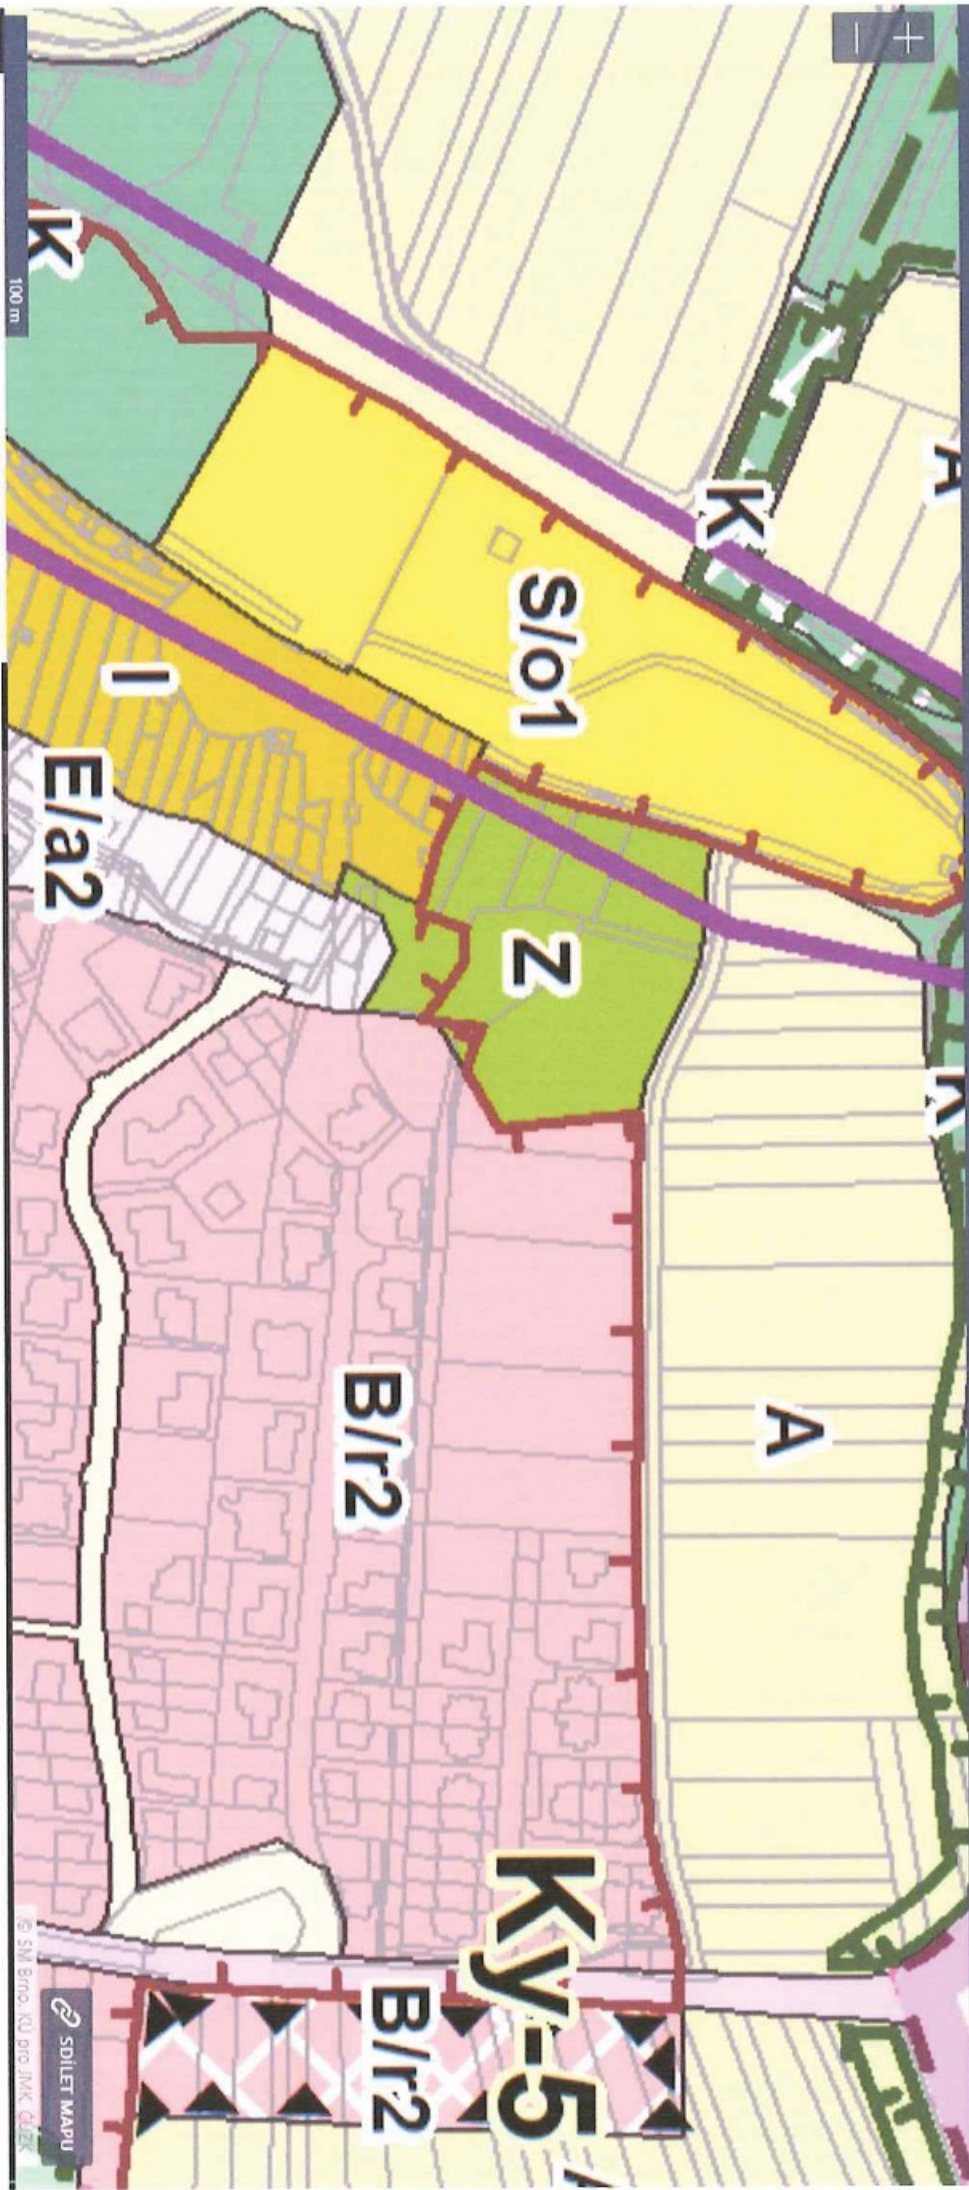 +
−
A
K
K
S/o1
Z
I
E/a2
K
100 m
A
B/r2
Ky-5
B/r2
SDÍLET MAPU
© SM Brno, KÚ pro JMK, ČÚZK